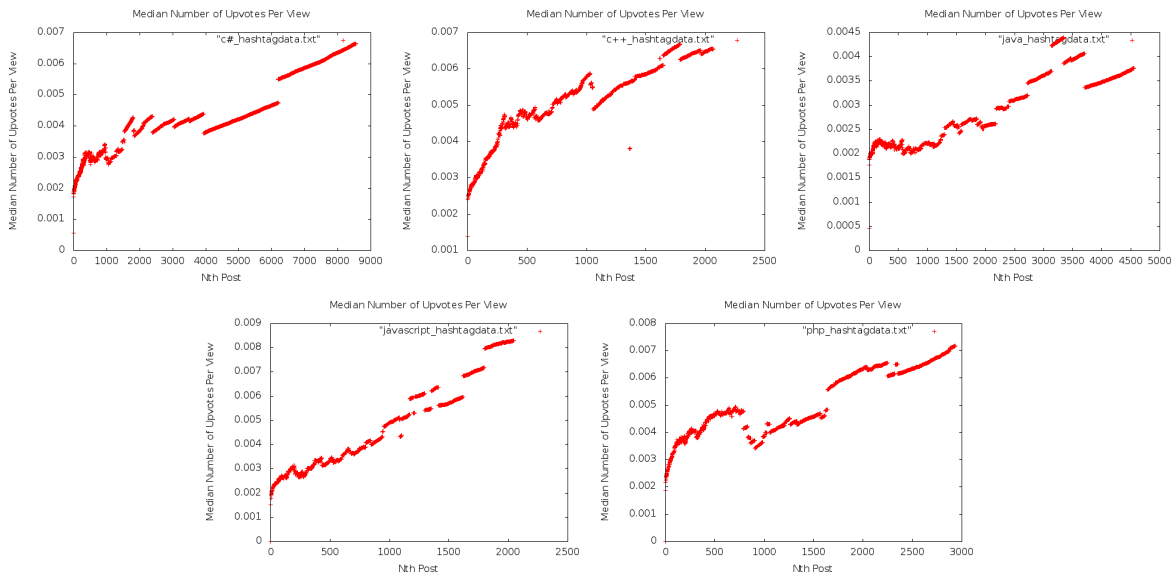 Median Number of Upvotes Per View
"c#_hashtagdata.txt"
Median Number of Upvotes Per View
0.007
0.006
0.005
0.004
0.003
0.002
0.001
0
0 1000 2000 3000 4000 5000 6000 7000 8000 9000
Nth Post
Median Number of Upvotes Per View
"c++_hashtagdata.txt"
Median Number of Upvotes Per View
0.007
0.006
0.005
0.004
0.003
0.002
0.001
0 500 1000 1500 2000 2500
Nth Post
Median Number of Upvotes Per View
"java_hashtagdata.txt"
Median Number of Upvotes Per View
0.0045
0.004
0.0035
0.003
0.0025
0.002
0.0015
0.001
0.0005
0
0 500 1000 1500 2000 2500 3000 3500 4000 4500 5000
Nth Post
Median Number of Upvotes Per View
"javascript_hashtagdata.txt"
Median Number of Upvotes Per View
0.009
0.008
0.007
0.006
0.005
0.004
0.003
0.002
0.001
0
0 500 1000 1500 2000 2500
Nth Post
Median Number of Upvotes Per View
"php_hashtagdata.txt"
Median Number of Upvotes Per View
0.008
0.007
0.006
0.005
0.004
0.003
0.002
0.001
0
0 500 1000 1500 2000 2500 3000
Nth Post